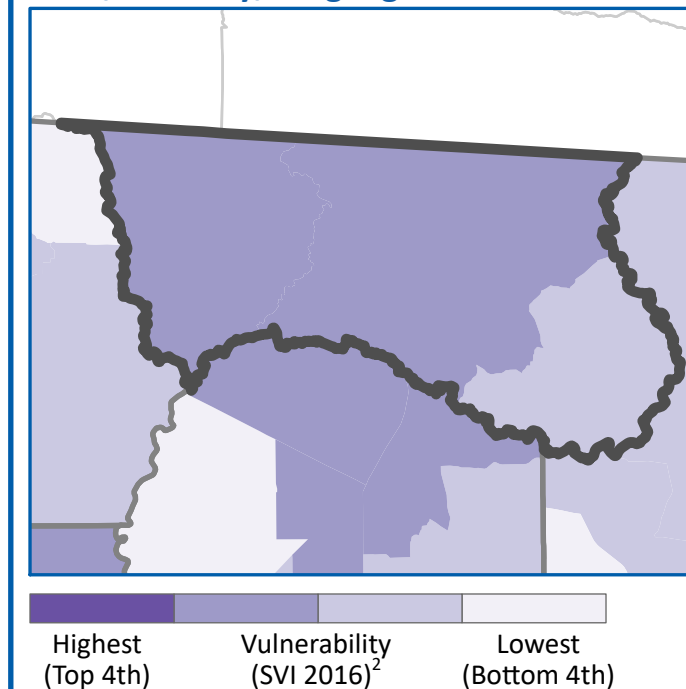 Highest
(Top 4th)
Vulnerability
(SVI 2016)2
Lowest
(Bottom 4th)